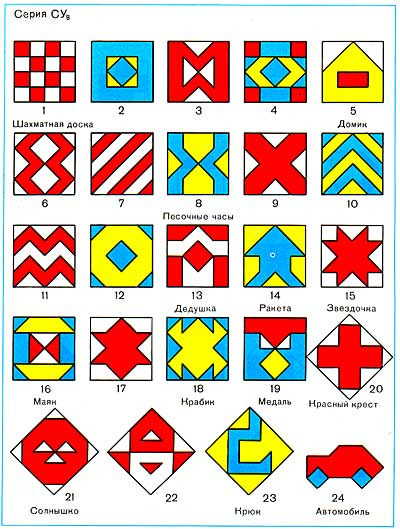 Серия СУв
1 2 3 4 5
Шахматная доска Домик
6 7 8 9 10
Песочные часы
11 12 13 14 15
Дедушка Ракета Звездочка
16 17 18 19 20
Маяк Крабик Медаль Красный крест
21 22 23 24
Солнышко Крюк Автомобиль